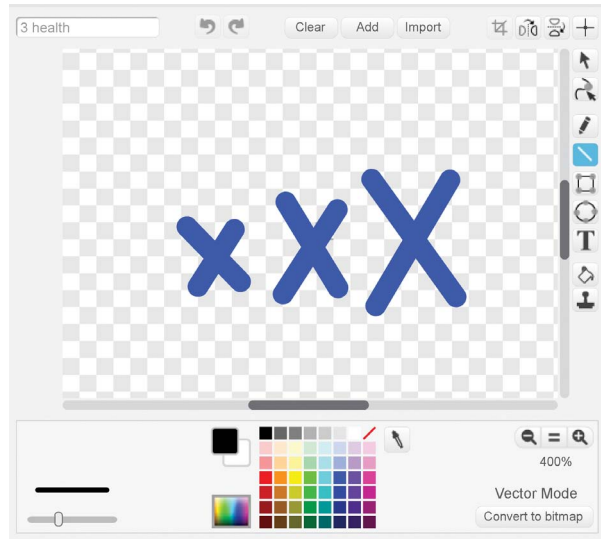 3 health
Clear Add Import
T
400%
Vector Mode
Convert to bitmap